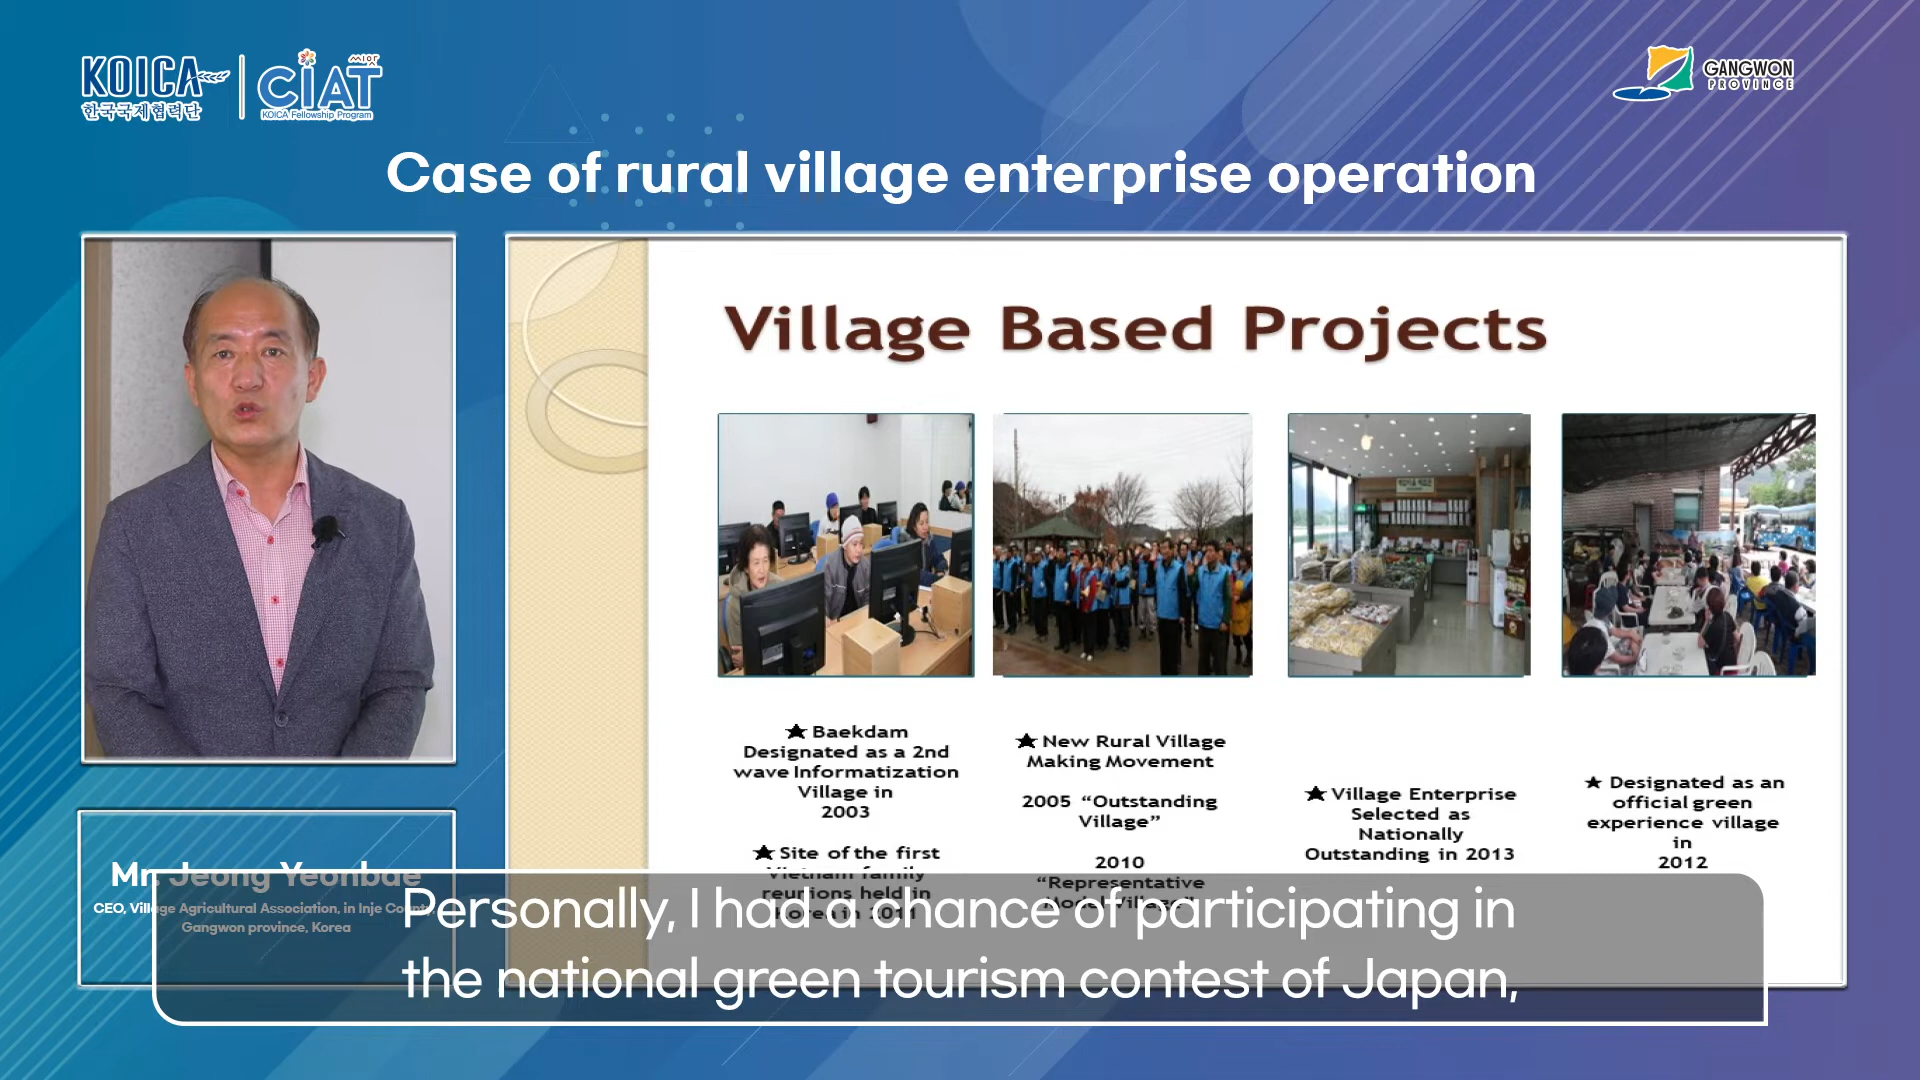 KOICA
한국국제협력단
씨앗
CIAT
KOICA Fellowship Program
GANGWON
PROVINCE
Case of rural village enterprise operation
Village Based Projects
★ Baekdam
Designated as a 2nd
wave Informatization
Village in
2003
★ Site of the first
Vietnam family
reunions held in
Korea in 2011
★ New Rural Village
Making Movement
2005 “Outstanding
Village”
2010
“Representative
Model Village”
★ Village Enterprise
Selected as
Nationally
Outstanding in 2013
★ Designated as an
official green
experience village
in
2012
Mr. Jeong Yeonbae
CEO, Village Agricultural Association, in Inje County,
Gangwon province, Korea
Personally, I had a chance of participating in
the national green tourism contest of Japan,